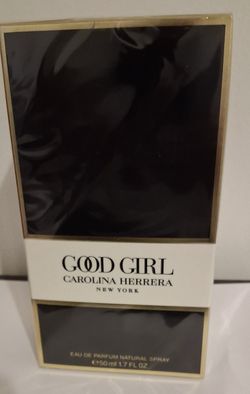 GOOD GIRL
CAROLINA HERRERA
NEW YORK
EAU DE PARFUM NATURAL SPRAY
℮50 ml 1.7 FL OZ